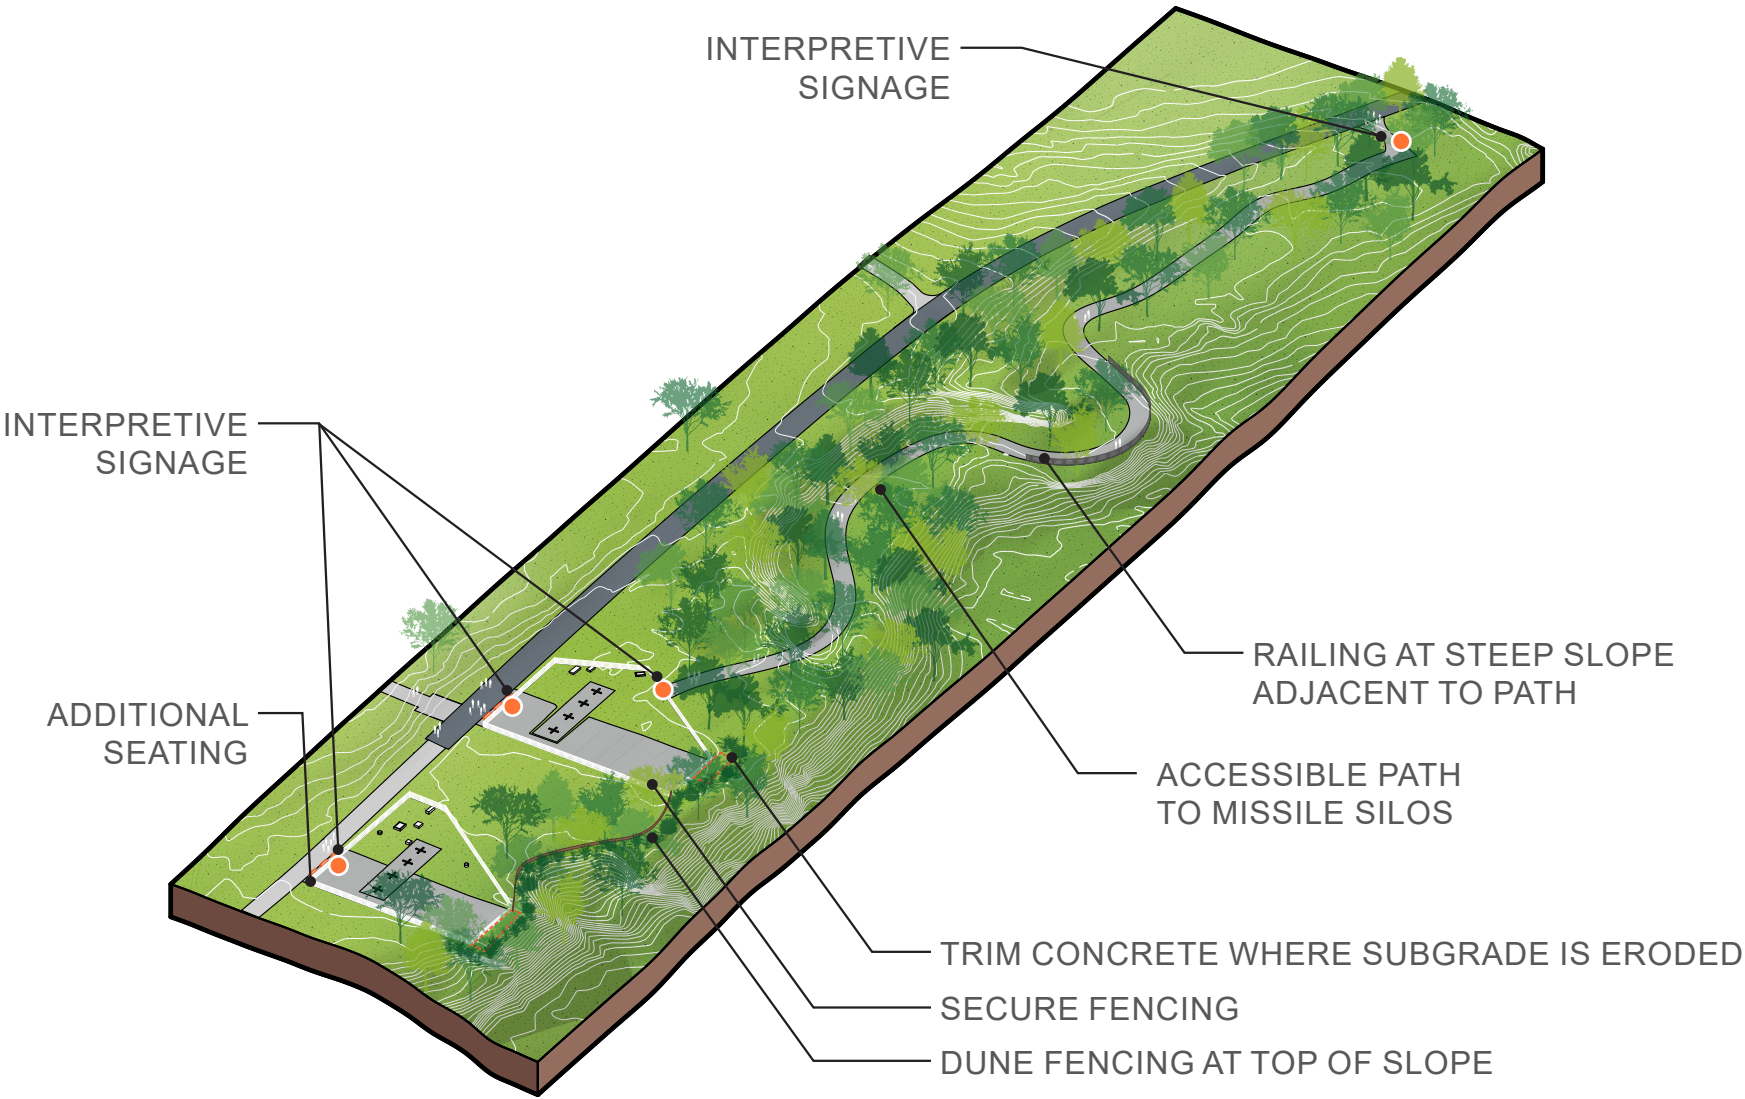 INTERPRETIVE
SIGNAGE
INTERPRETIVE
SIGNAGE
ADDITIONAL
SEATING
RAILING AT STEEP SLOPE
ADJACENT TO PATH
ACCESSIBLE PATH
TO MISSILE SILOS
TRIM CONCRETE WHERE SUBGRADE IS ERODED
SECURE FENCING
DUNE FENCING AT TOP OF SLOPE